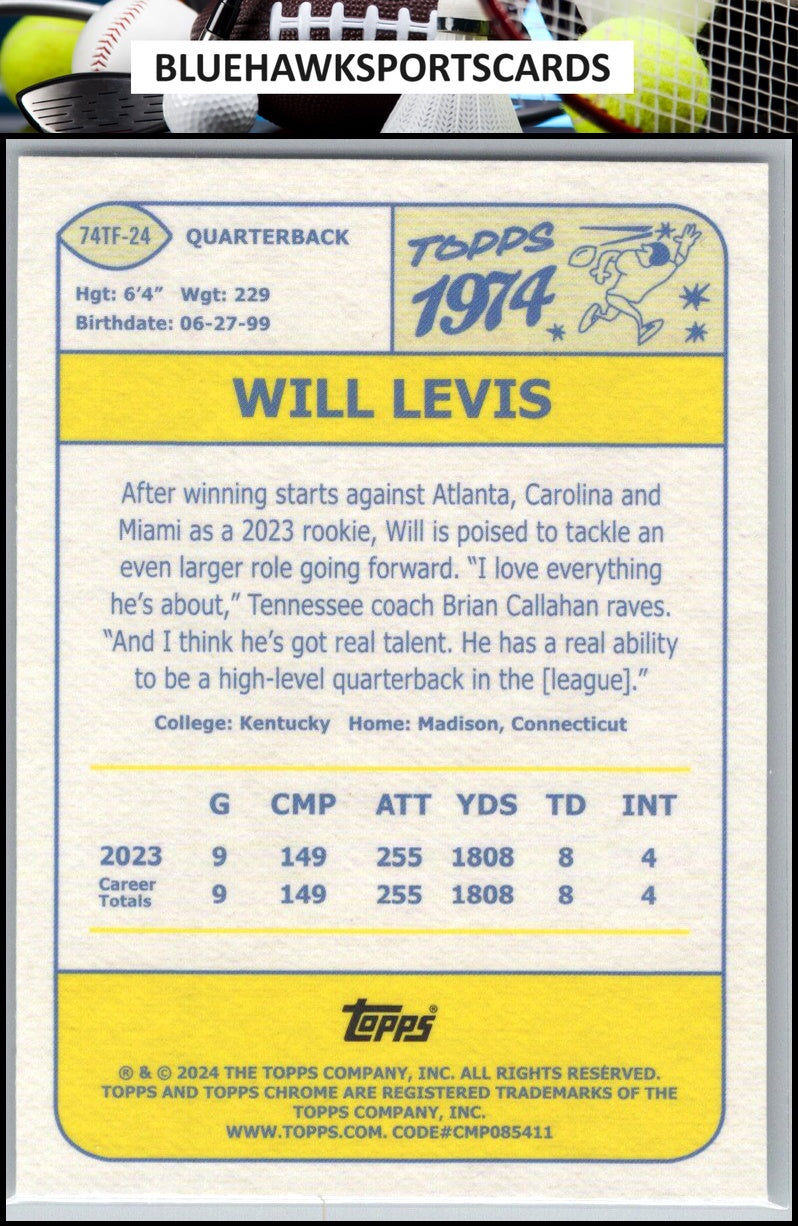 BLUEHAWKSPORTSCARDS
74TF-24 QUARTERBACK
Hgt: 6'4” Wgt: 229
Birthdate: 06-27-99
TOPPS
1974
WILL LEVIS
After winning starts against Atlanta, Carolina and
Miami as a 2023 rookie, Will is poised to tackle an
even larger role going forward. “I love everything
he’s about,” Tennessee coach Brian Callahan raves.
“And I think he’s got real talent. He has a real ability
to be a high-level quarterback in the [league].”
College: Kentucky Home: Madison, Connecticut
G CMP ATT YDS TD INT
2023 9 149 255 1808 8 4
Career
Totals 9 149 255 1808 8 4
topps®
® & © 2024 THE TOPPS COMPANY, INC. ALL RIGHTS RESERVED.
TOPPS AND TOPPS CHROME ARE REGISTERED TRADEMARKS OF THE
TOPPS COMPANY, INC.
WWW.TOPPS.COM. CODE#CMP085411